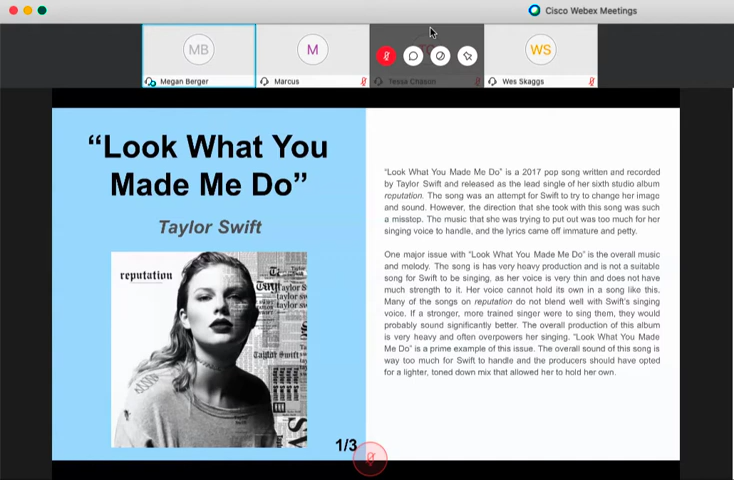 Cisco Webex Meetings
MB
M
WS
Megan Berger
Marcus
Tessa Chason
Wes Skaggs
“Look What You
Made Me Do”
Taylor Swift
reputation
“Look What You Made Me Do” is a 2017 pop song written and recorded
by Taylor Swift and released as the lead single of her sixth studio album
reputation. The song was an attempt for Swift to try to change her image
and sound. However, the direction that she took with this song was such
a misstep. The music that she was trying to put out was too much for her
singing voice to handle, and the lyrics came off immature and petty.
One major issue with “Look What You Made Me Do” is the overall music
and melody. The song is has very heavy production and is not a suitable
song for Swift to be singing, as her voice is very thin and does not have
much strength to it. Her voice cannot hold its own in a song like this.
Many of the songs on reputation do not blend well with Swift's singing
voice. If a stronger, more trained singer were to sing them, they would
probably sound significantly better. The overall production of this album
is very heavy and often overpowers her singing. “Look What You Made
Me Do” is a prime example of this issue. The overall sound of this song is
way too much for Swift to handle and the producers should have opted
for a lighter, toned down mix that allowed her to hold her own.
1/3